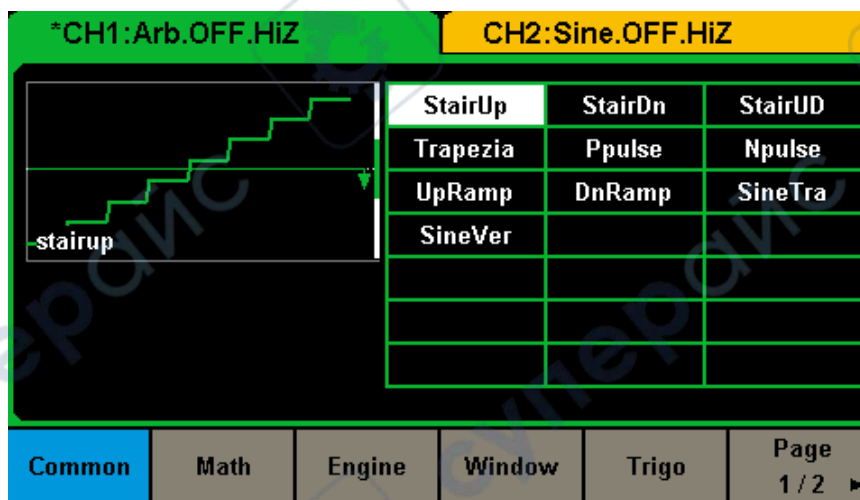 *CH1:Arb.OFF.HiZ CH2:Sine.OFF.HiZ
stairup
StairUp StairDn StairUD
Trapezia Ppulse Npulse
UpRamp DnRamp SineTra
SineVer
Common Math Engine Window Trigo Page 1/2
суперайс